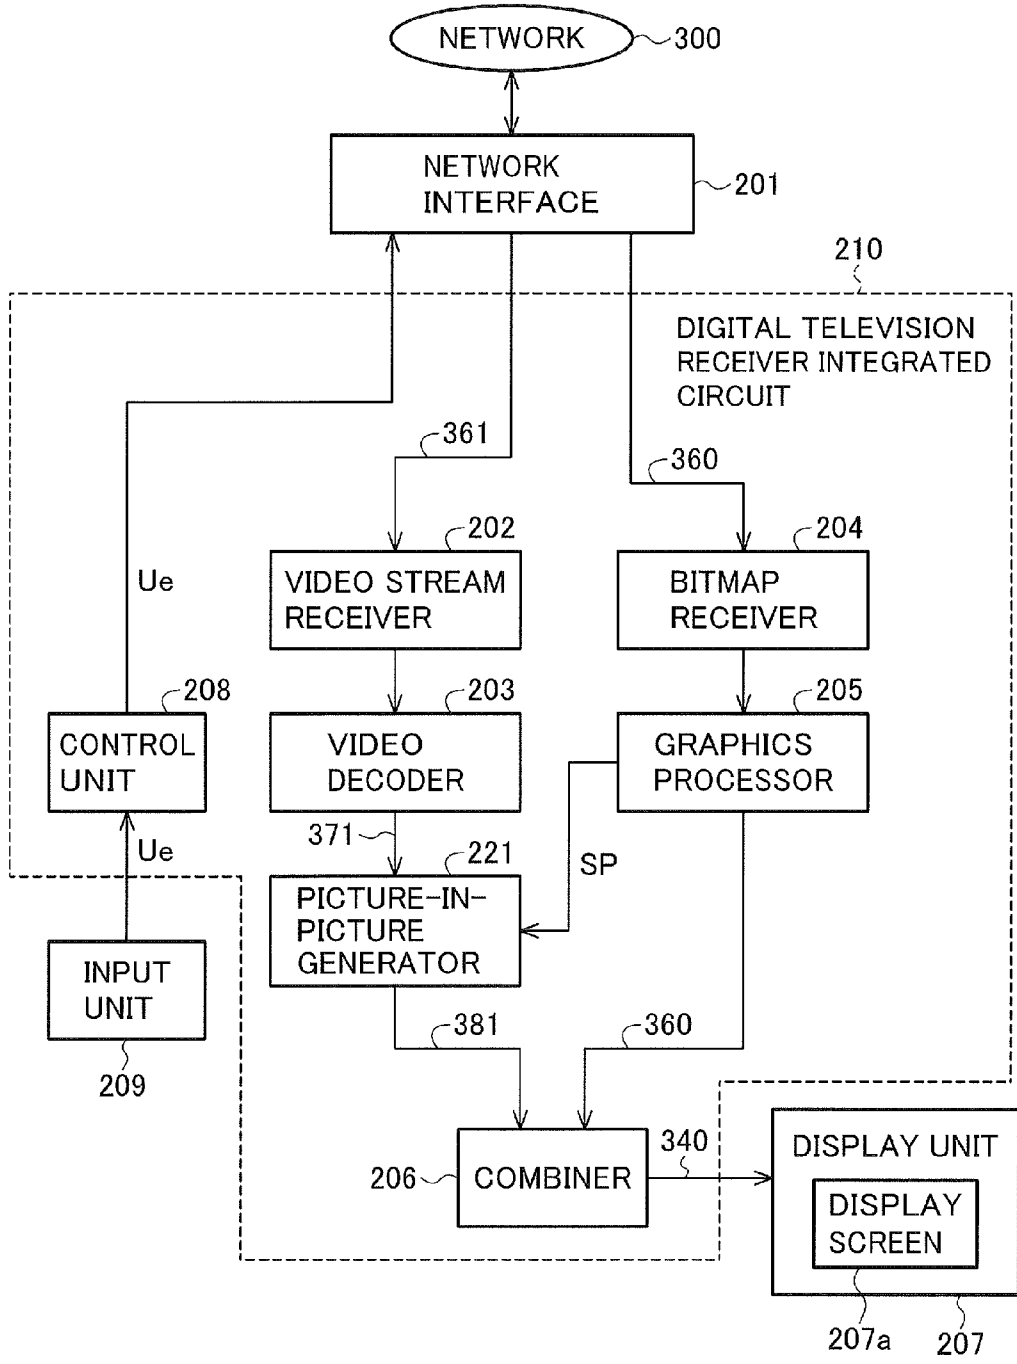 NETWORK
300
NETWORK
INTERFACE
201
210
DIGITAL TELEVISION
RECEIVER INTEGRATED
CIRCUIT
361
360
202
204
Ue
VIDEO STREAM
RECEIVER
BITMAP
RECEIVER
208
203
205
CONTROL
UNIT
VIDEO
DECODER
GRAPHICS
PROCESSOR
371
Ue
221
SP
PICTURE-IN-
PICTURE
GENERATOR
INPUT
UNIT
381
360
209
206
COMBINER
340
DISPLAY UNIT
DISPLAY
SCREEN
207a
207